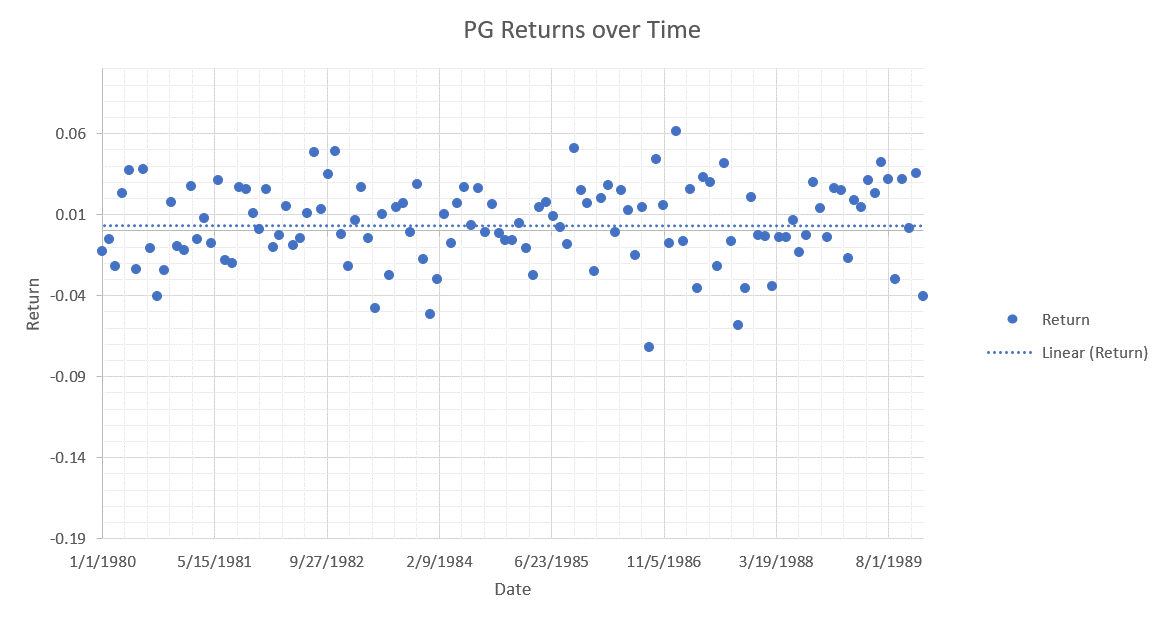 PG Returns over Time
0.06
0.01
-0.04
-0.09
-0.14
-0.19
Return
1/1/1980 5/15/1981 9/27/1982 2/9/1984 6/23/1985 11/5/1986 3/19/1988 8/1/1989
Date
Return
Linear (Return)